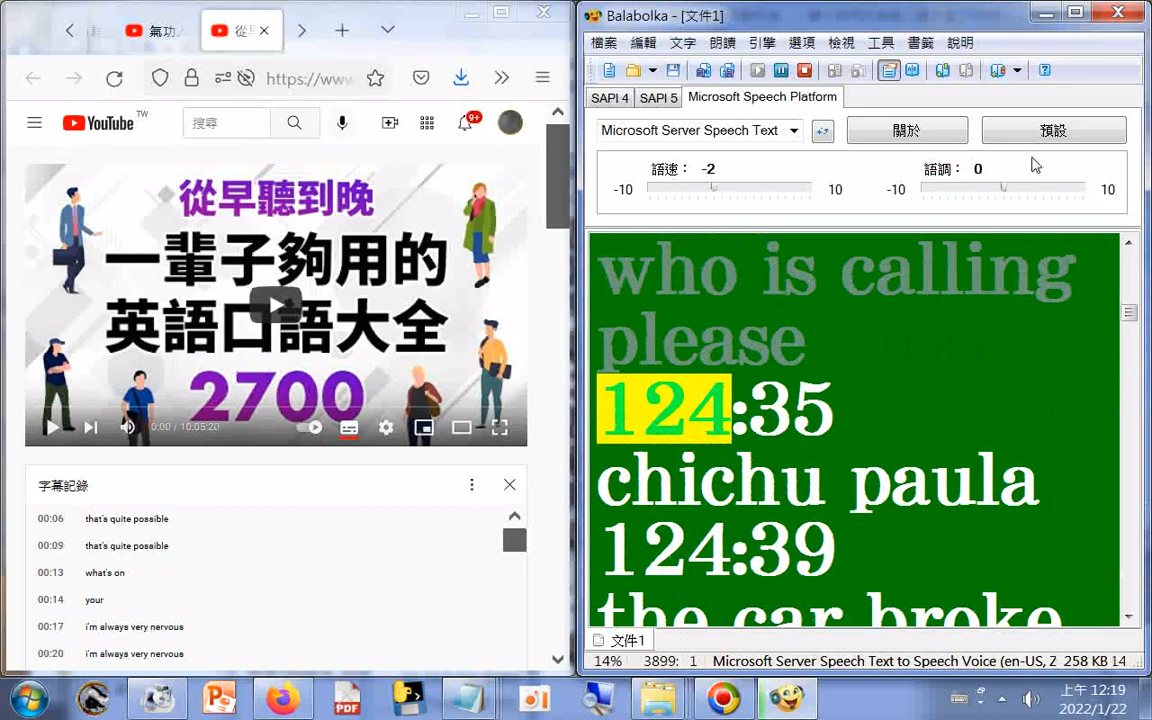 氣功
從
https://www.
YouTube TW
搜尋
9+
從早聽到晚
一輩子夠用的
英語口語大全
2700
0:00 / 10:05:20
字幕記錄
00:06 that's quite possible
00:09 that's quite possible
00:13 what's on
00:14 your
00:17 i'm always very nervous
00:20 i'm always very nervous
Balabolka - [文件1]
檔案 編輯 文字 朗讀 引擎 選項 檢視 工具 書籤 說明
SAPI 4 SAPI 5 Microsoft Speech Platform
Microsoft Server Speech Text 關於 預設
語速： -2 語調： 0
-10 10 -10 10
who is calling
please
124:35
chichu paula
124:39
the car broke
文件1
14% 3899: 1 Microsoft Server Speech Text to Speech Voice (en-US, Z 258 KB 14
PDF
上午 12:19
2022/1/22